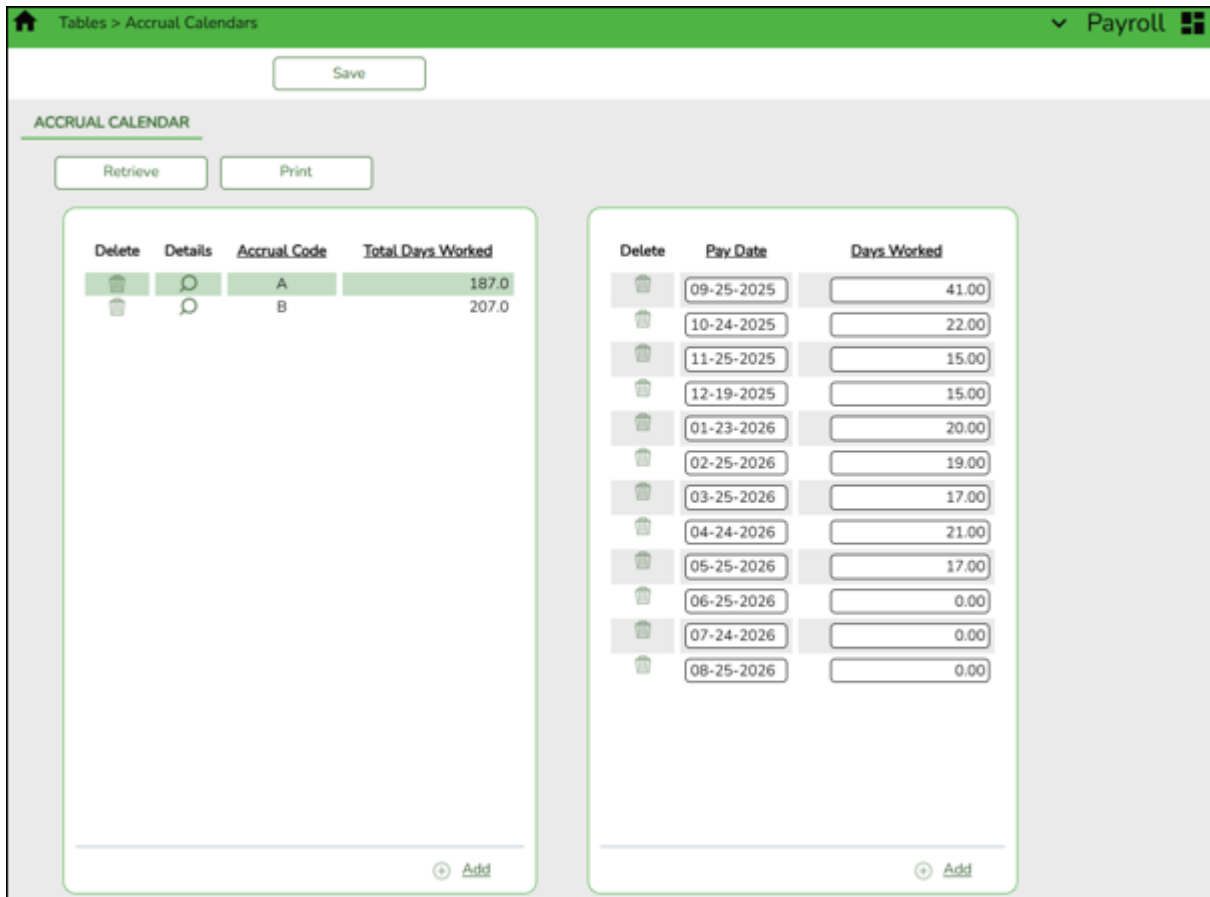 Tables > Accrual Calendars
Payroll
Save
ACCRUAL CALENDAR
Retrieve Print
Delete Details Accrual Code Total Days Worked
A 187.0
B 207.0
Add
Delete Pay Date Days Worked
09-25-2025 41.00
10-24-2025 22.00
11-25-2025 15.00
12-19-2025 15.00
01-23-2026 20.00
02-25-2026 19.00
03-25-2026 17.00
04-24-2026 21.00
05-25-2026 17.00
06-25-2026 0.00
07-24-2026 0.00
08-25-2026 0.00
Add